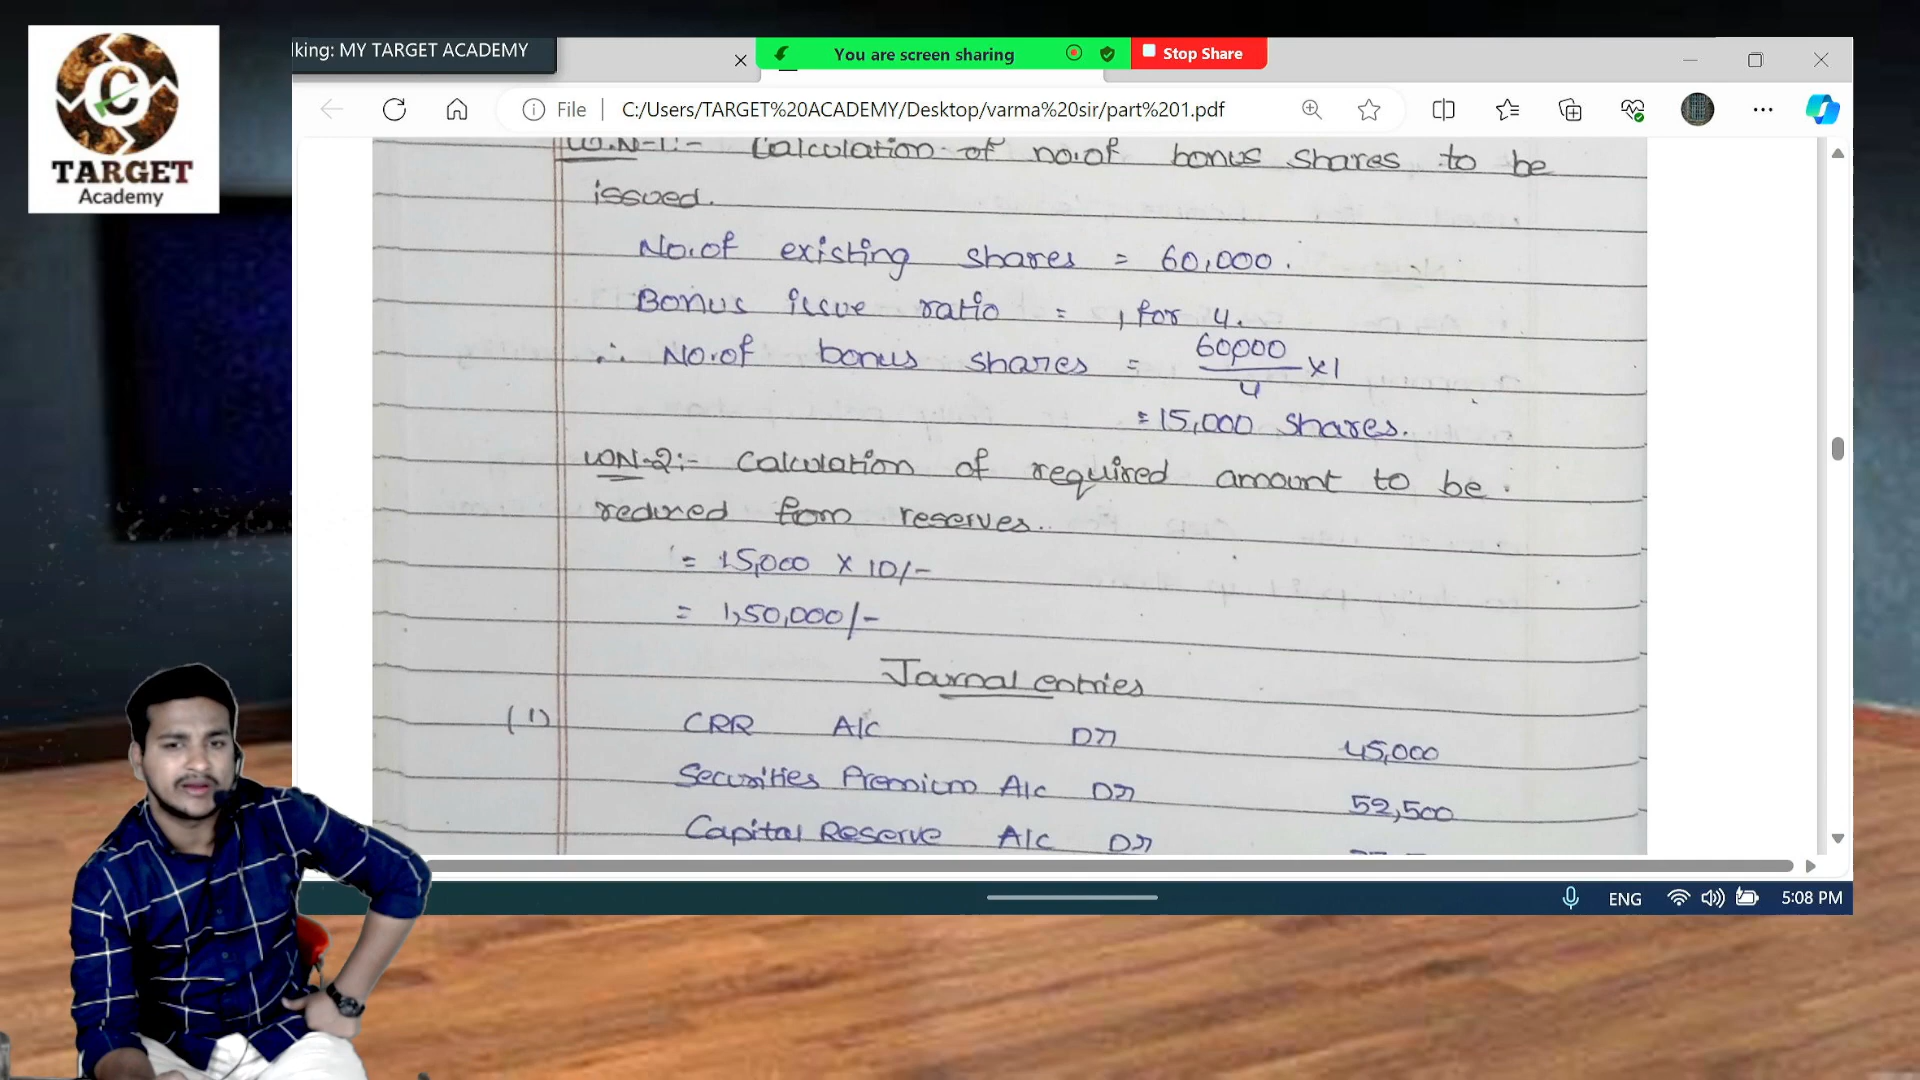 TARGET
Academy
lking: MY TARGET ACADEMY
You are screen sharing
Stop Share
File
C:/Users/TARGET%20ACADEMY/Desktop/varma%20sir/part%201.pdf
W.N-1:- Calculation of no.of bonus shares to be
issued.
No.of existing shares = 60,000.
Bonus issue ratio = 1 for 4.
∴ No.of bonus shares = 60000/4 x1
= 15,000 shares.
WN-2:- Calculation of required amount to be
reduced from reserves.
= 15,000 x 10/-
= 1,50,000/-
Journal entries
(1) CRR A/c Dr 45,000
Securities Premium A/c Dr 52,500
Capital Reserve A/c Dr
ENG
5:08 PM